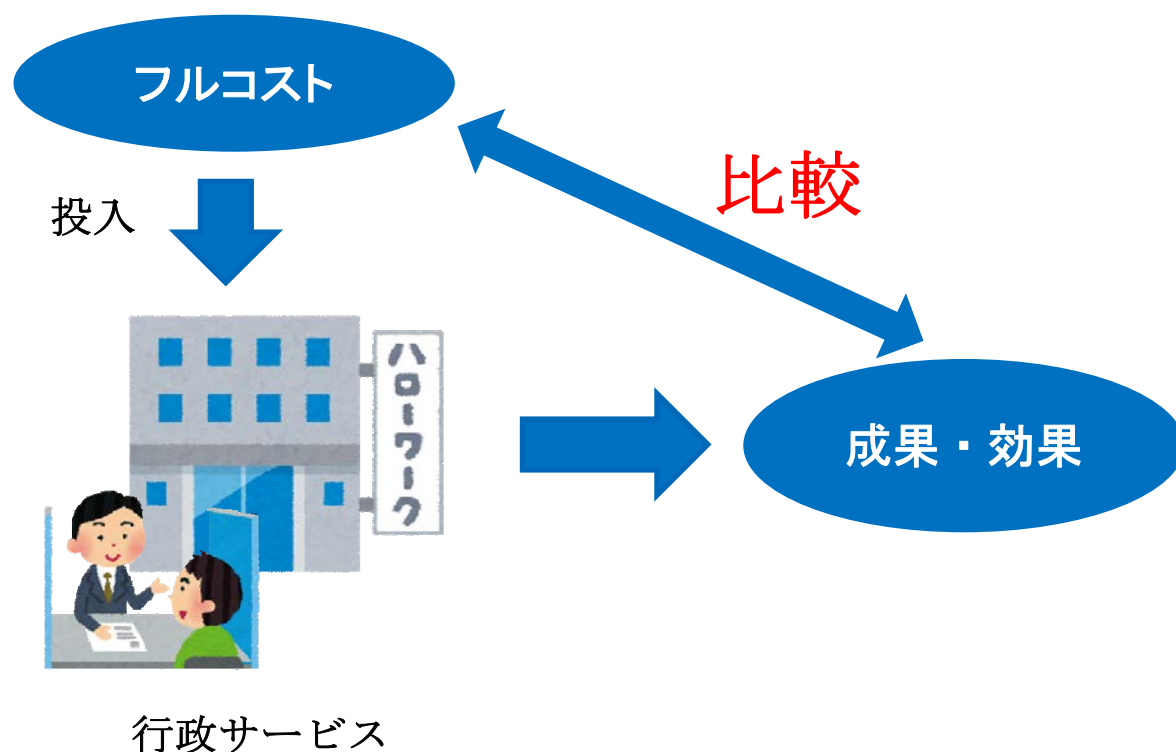 フルコスト
投入
比較
ハローワーク
成果・効果
行政サービス